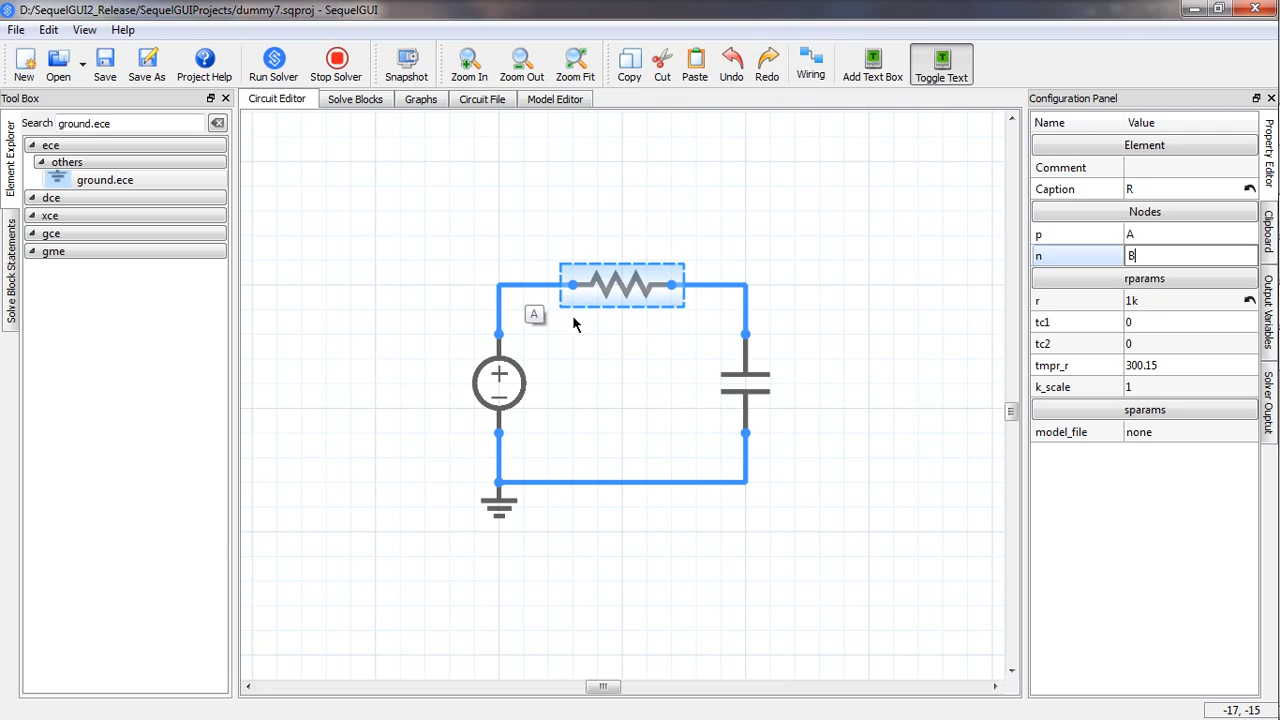 D:/SequelGUI2_Release/SequelGUIProjects/dummy7.sqproj - SequelGUI
File Edit View Help
New Open Save Save As Project Help Run Solver Stop Solver Snapshot Zoom In Zoom Out Zoom Fit Copy Cut Paste Undo Redo Wiring Add Text Box Toggle Text
Tool Box
Circuit Editor Solve Blocks Graphs Circuit File Model Editor
Configuration Panel
Element Explorer
Solve Block Statements
Search ground.ece
ece
others
ground.ece
dce
xce
gce
gme
A
Name Value
Element
Comment
Caption R
Nodes
p A
n B
rparams
r 1k
tc1 0
tc2 0
tmpr_r 300.15
k_scale 1
sparams
model_file none
Property Editor
Clipboard
Output Variables
Solver Ouptut
-17, -15